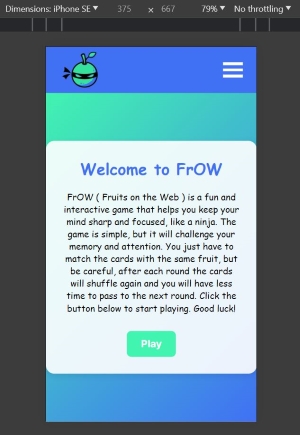 Dimensions: iPhone SE 375 × 667 79% No throttling
Welcome to FrOW
FrOW ( Fruits on the Web ) is a fun and
interactive game that helps you keep your
mind sharp and focused, like a ninja. The
game is simple, but it will challenge your
memory and attention. You just have to
match the cards with the same fruit, but
be careful, after each round the cards
will shuffle again and you will have less
time to pass to the next round. Click the
button below to start playing. Good luck!
Play